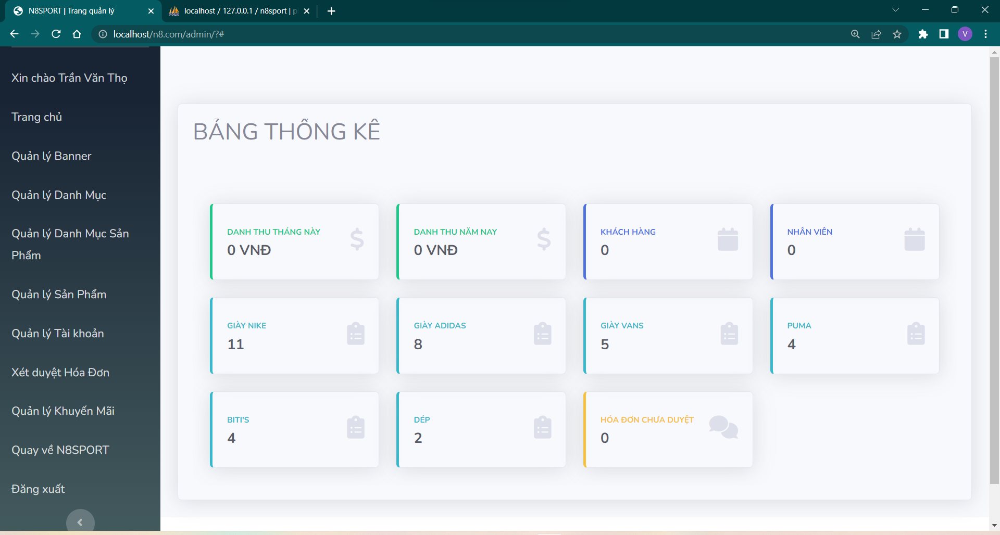 N8SPORT | Trang quản lý
localhost / 127.0.0.1 / n8sport | p
localhost/n8.com/admin/?#
V
Xin chào Trần Văn Thọ
Trang chủ
Quản lý Banner
Quản lý Danh Mục
Quản lý Danh Mục Sản
Phẩm
Quản lý Sản Phẩm
Quản lý Tài khoản
Xét duyệt Hóa Đơn
Quản lý Khuyến Mãi
Quay về N8SPORT
Đăng xuất
BẢNG THỐNG KÊ
DANH THU THÁNG NÀY
0 VNĐ
DANH THU NĂM NAY
0 VNĐ
KHÁCH HÀNG
0
NHÂN VIÊN
0
GIÀY NIKE
11
GIÀY ADIDAS
8
GIÀY VANS
5
PUMA
4
BITI'S
4
DÉP
2
HÓA ĐƠN CHƯA DUYỆT
0